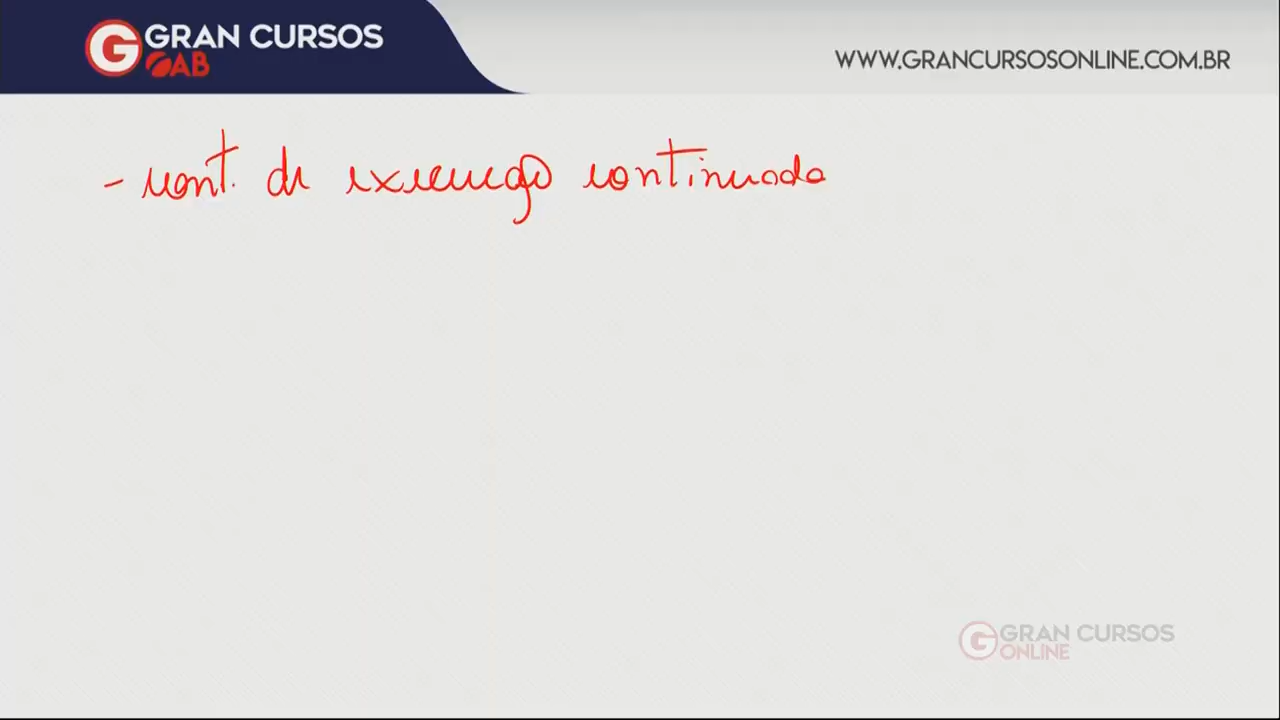 GRAN CURSOS
OAB
WWW.GRANCURSOSONLINE.COM.BR
- cont. de execução continuada
GRAN CURSOS
ONLINE